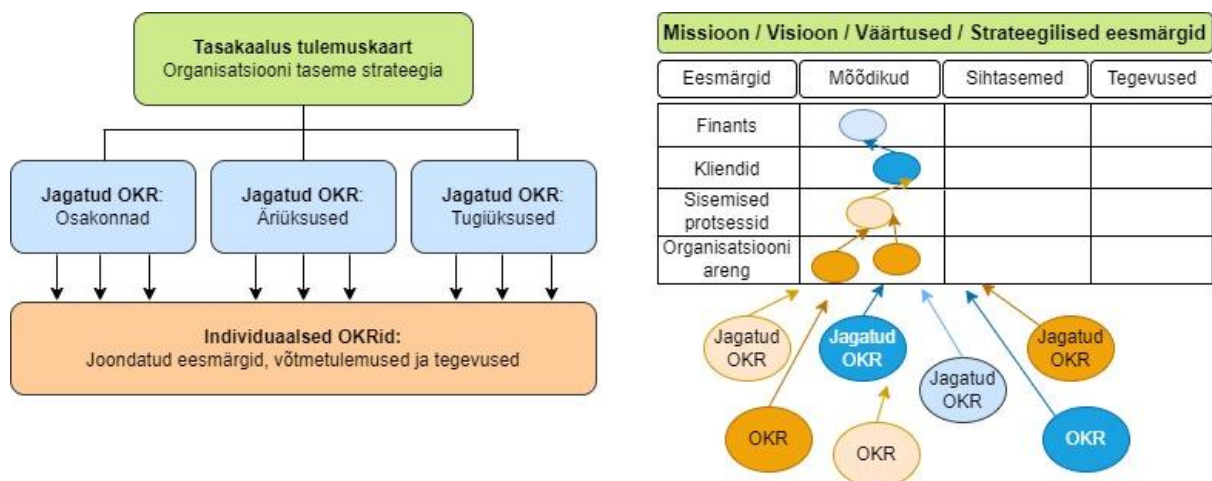 Tasakaalus tulemuskaart
Organisatsiooni taseme strateegia
Jagatud OKR:
Osakonnad
Jagatud OKR:
Äriüksused
Jagatud OKR:
Tugiüksused
Individuaalsed OKRid:
Joondatud eesmärgid, võtmetulemused ja tegevused
Missioon / Visioon / Väärtused / Strateegilised eesmärgid
Eesmärgid
Mõõdikud
Sihtasemed
Tegevused
Finants
Kliendid
Sisemised
protsessid
Organisatsiooni
areng
Jagatud
OKR
Jagatud
OKR
Jagatud
OKR
Jagatud
OKR
OKR
OKR
OKR